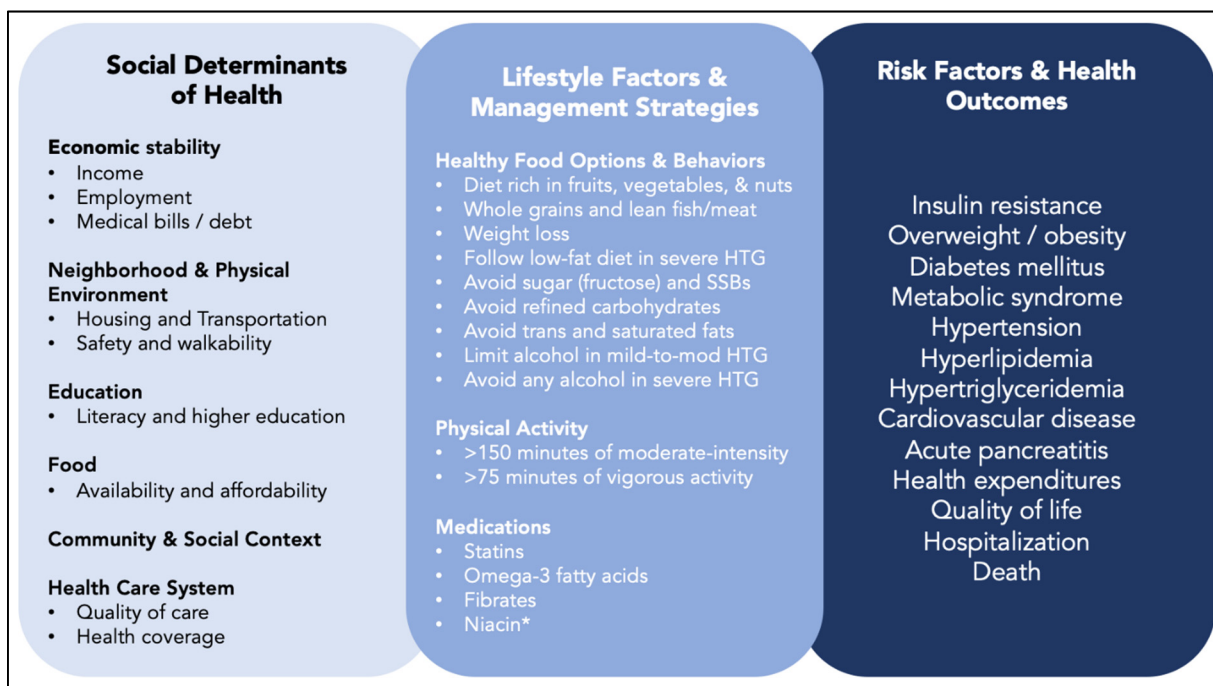 Social Determinants
of Health
Economic stability
• Income
• Employment
• Medical bills / debt
Neighborhood & Physical
Environment
• Housing and Transportation
• Safety and walkability
Education
• Literacy and higher education
Food
• Availability and affordability
Community & Social Context
Health Care System
• Quality of care
• Health coverage
Lifestyle Factors &
Management Strategies
Healthy Food Options & Behaviors
• Diet rich in fruits, vegetables, & nuts
• Whole grains and lean fish/meat
• Weight loss
• Follow low-fat diet in severe HTG
• Avoid sugar (fructose) and SSBs
• Avoid refined carbohydrates
• Avoid trans and saturated fats
• Limit alcohol in mild-to-mod HTG
• Avoid any alcohol in severe HTG
Physical Activity
• >150 minutes of moderate-intensity
• >75 minutes of vigorous activity
Medications
• Statins
• Omega-3 fatty acids
• Fibrates
• Niacin*
Risk Factors & Health
Outcomes
Insulin resistance
Overweight / obesity
Diabetes mellitus
Metabolic syndrome
Hypertension
Hyperlipidemia
Hypertriglyceridemia
Cardiovascular disease
Acute pancreatitis
Health expenditures
Quality of life
Hospitalization
Death